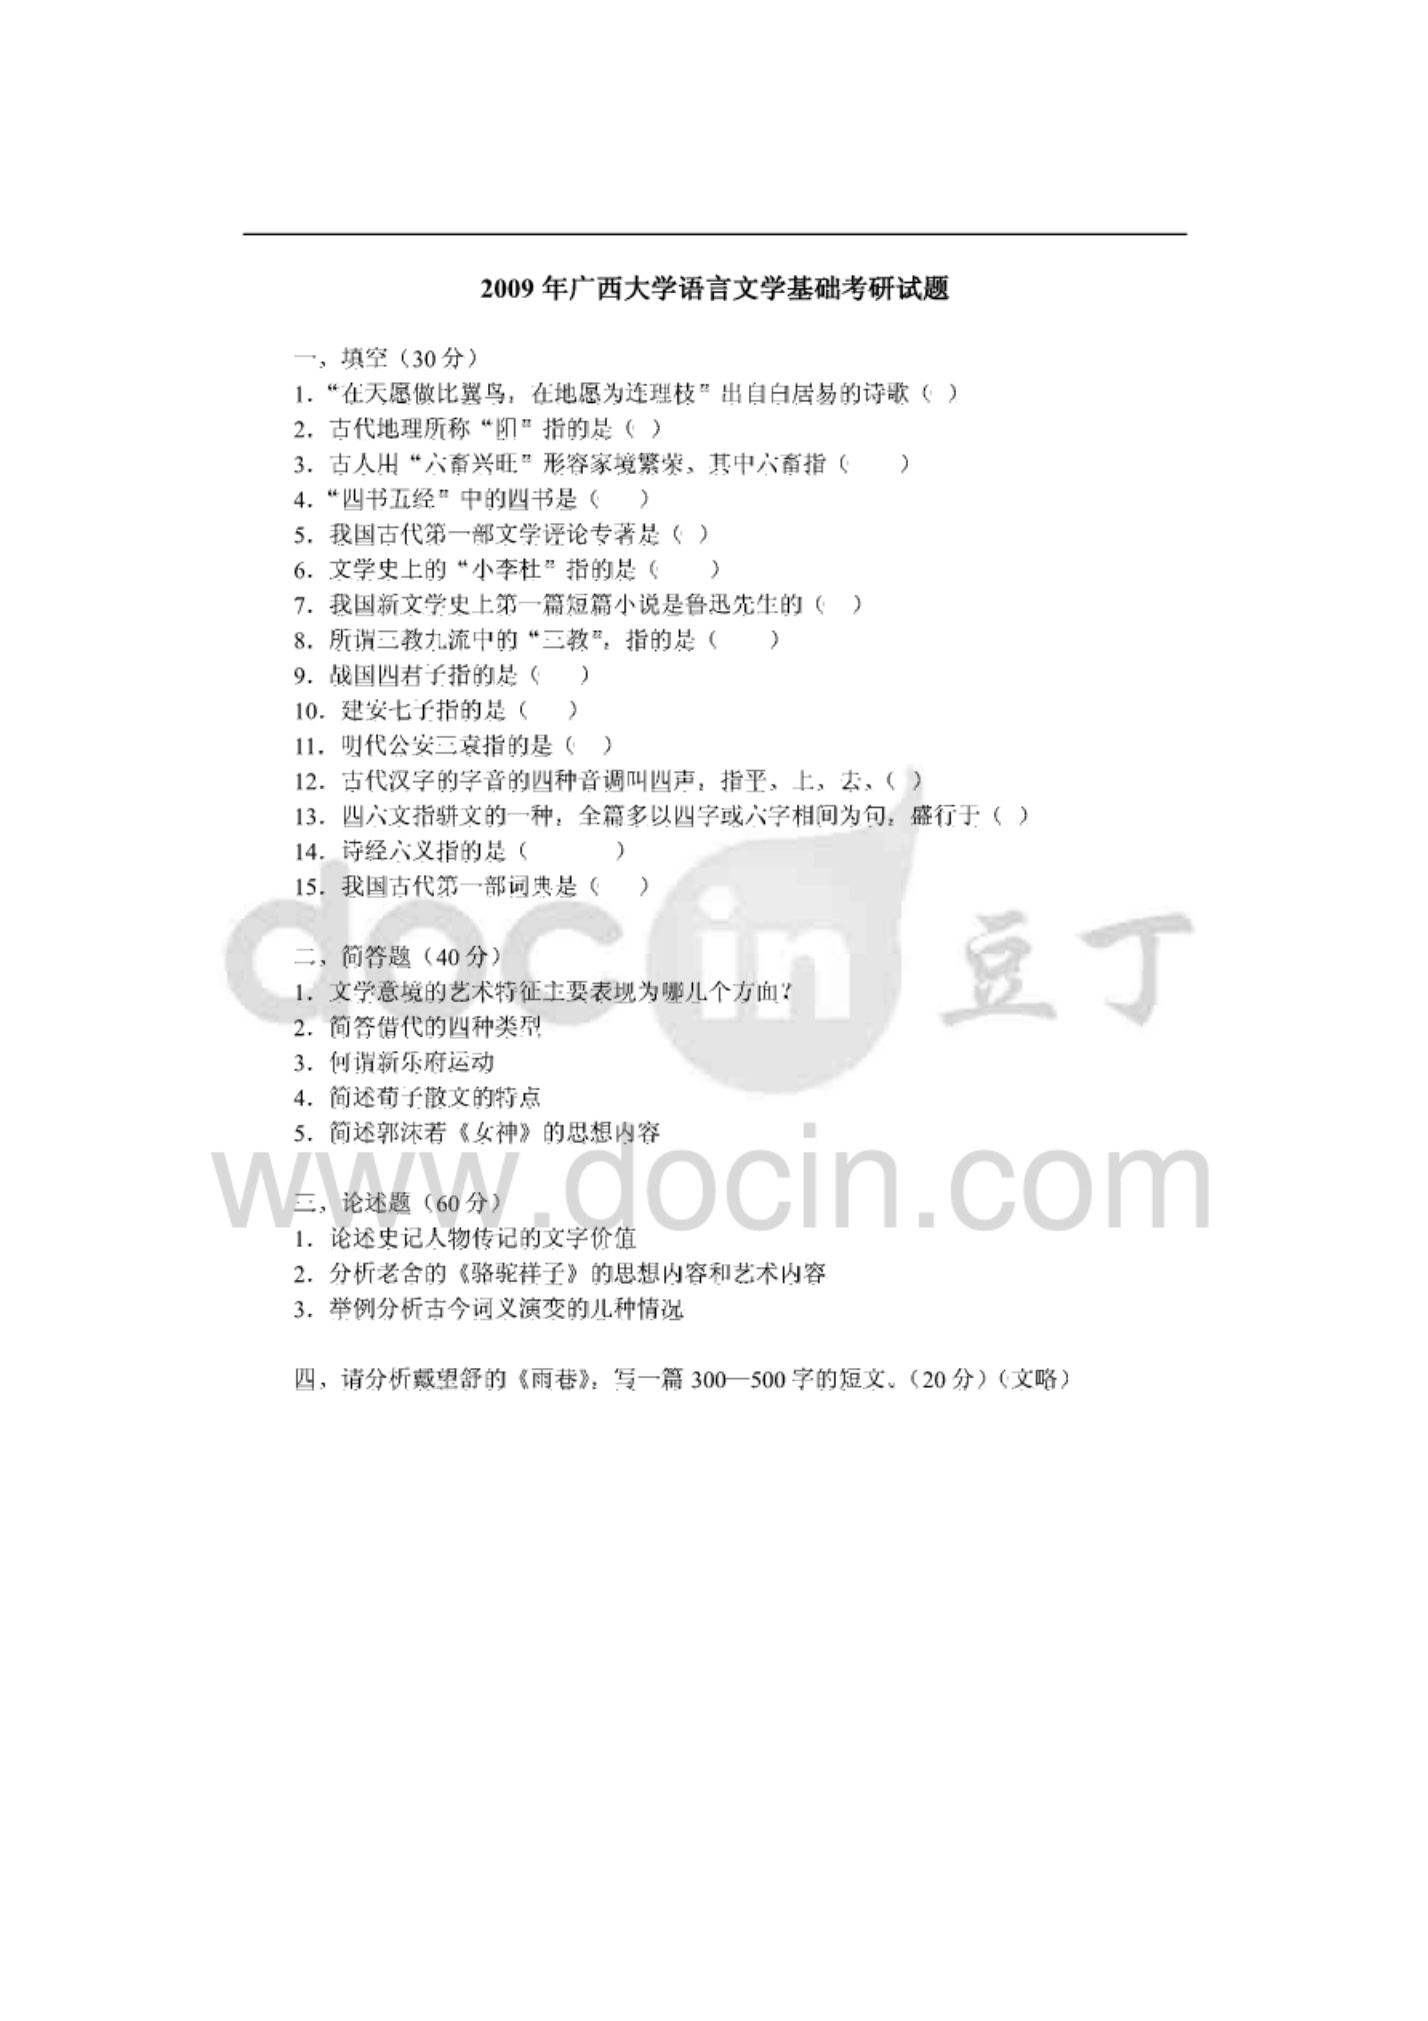 2009 年广西大学语言文学基础考研试题
一，填空（30 分）
1．“在天愿做比翼鸟，在地愿为连理枝”出自白居易的诗歌（ ）
2．古代地理所称“阳”指的是（ ）
3．古人用“六畜兴旺”形容家境繁荣，其中六畜指（ ）
4．“四书五经”中的四书是（ ）
5．我国古代第一部文学评论专著是（ ）
6．文学史上的“小李杜”指的是（ ）
7．我国新文学史上第一篇短篇小说是鲁迅先生的（ ）
8．所谓三教九流中的“三教”，指的是（ ）
9．战国四君子指的是（ ）
10．建安七子指的是（ ）
11．明代公安三袁指的是（ ）
12．古代汉字的字音的四种音调叫四声，指平、上、去、（ ）
13．四六文指骈文的一种，全篇多以四字或六字相间为句，盛行于（ ）
14．诗经六义指的是（ ）
15．我国古代第一部词典是（ ）
docin 豆丁
二，简答题（40 分）
1．文学意境的艺术特征主要表现为哪几个方面？
2．简答借代的四种类型
3．何谓新乐府运动
4．简述荀子散文的特点
5．简述郭沫若《女神》的思想内容
www.docin.com
三，论述题（60 分）
1．论述史记人物传记的文字价值
2．分析老舍的《骆驼祥子》的思想内容和艺术内容
3．举例分析古今词义演变的几种情况
四，请分析戴望舒的《雨巷》，写一篇 300—500 字的短文。（20 分）（文略）